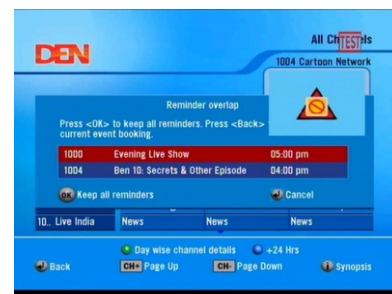 DEN
All Ch TEST ls
1004 Cartoon Network
Reminder overlap
Press <OK> to keep all reminders. Press <Back>
current event booking.
1000 Evening Live Show 05:00 pm
1004 Ben 10: Secrets & Other Episode 04:00 pm
OK Keep all reminders Cancel
10.. Live India News News News
Day wise channel details +24 Hrs
Back CH+ Page Up CH- Page Down i Synopsis